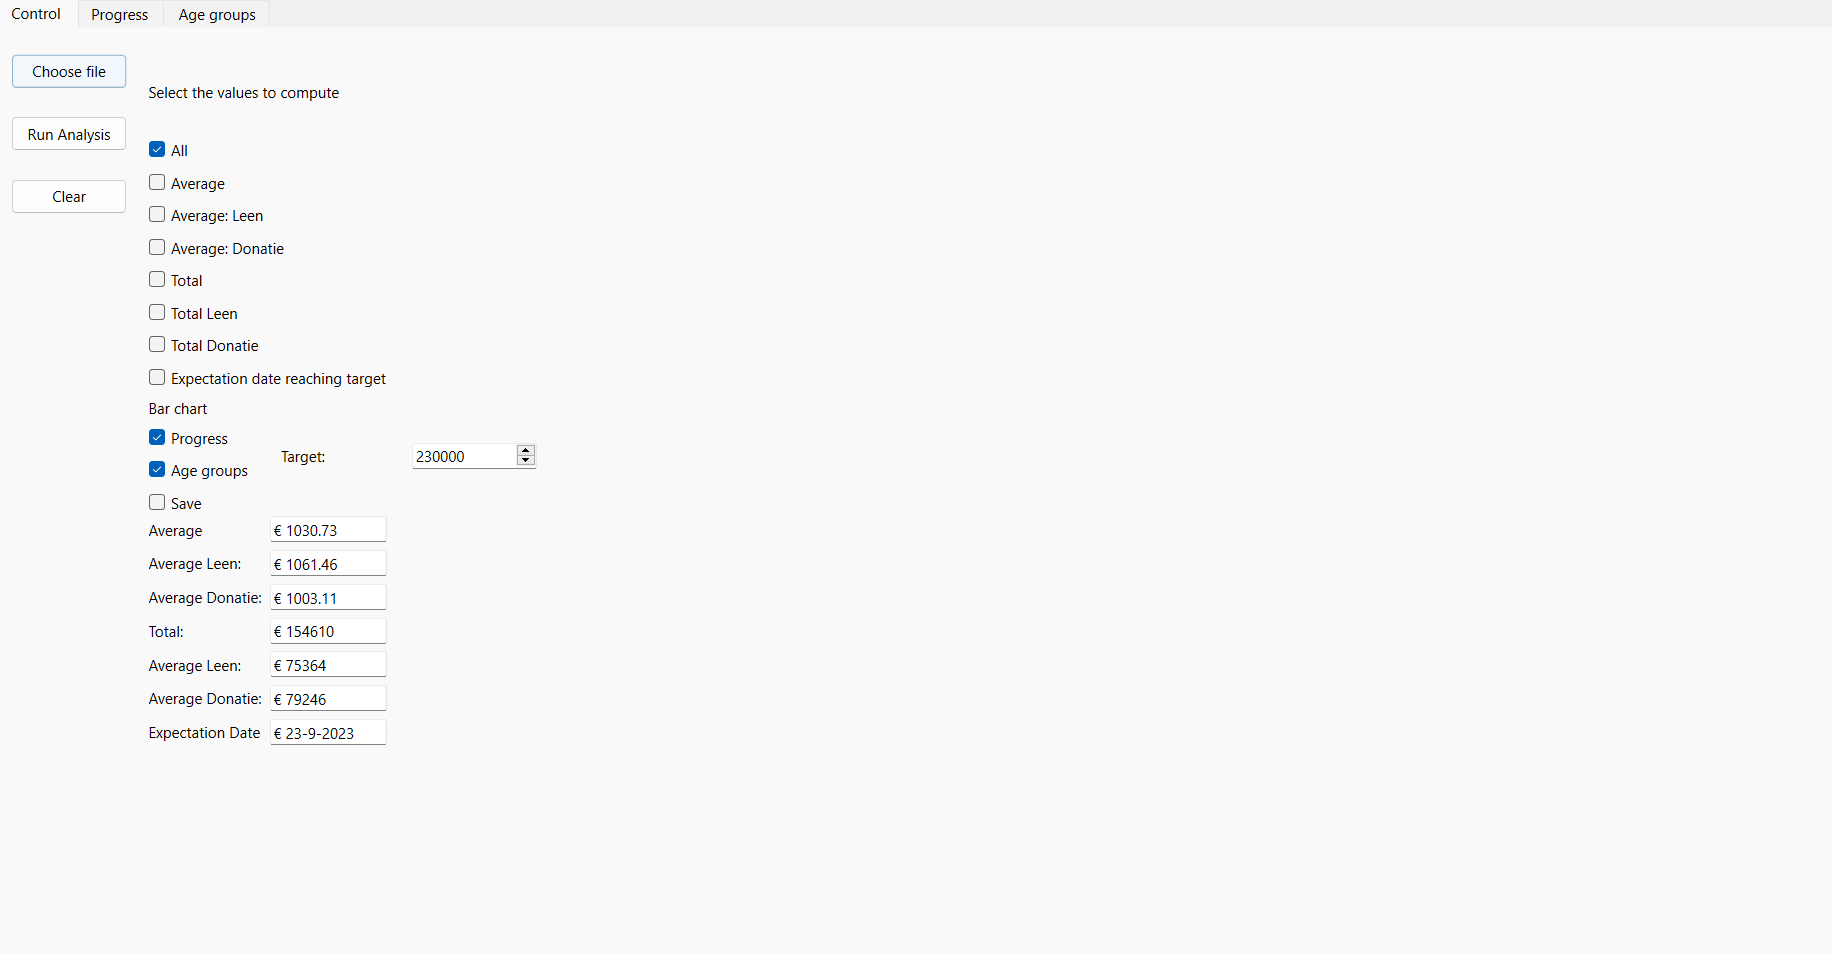 Control Progress Age groups
Choose file
Select the values to compute
Run Analysis
All
Average
Clear
Average: Leen
Average: Donatie
Total
Total Leen
Total Donatie
Expectation date reaching target
Bar chart
Progress
Target: 230000
Age groups
Save
Average € 1030.73
Average Leen: € 1061.46
Average Donatie: € 1003.11
Total: € 154610
Average Leen: € 75364
Average Donatie: € 79246
Expectation Date € 23-9-2023